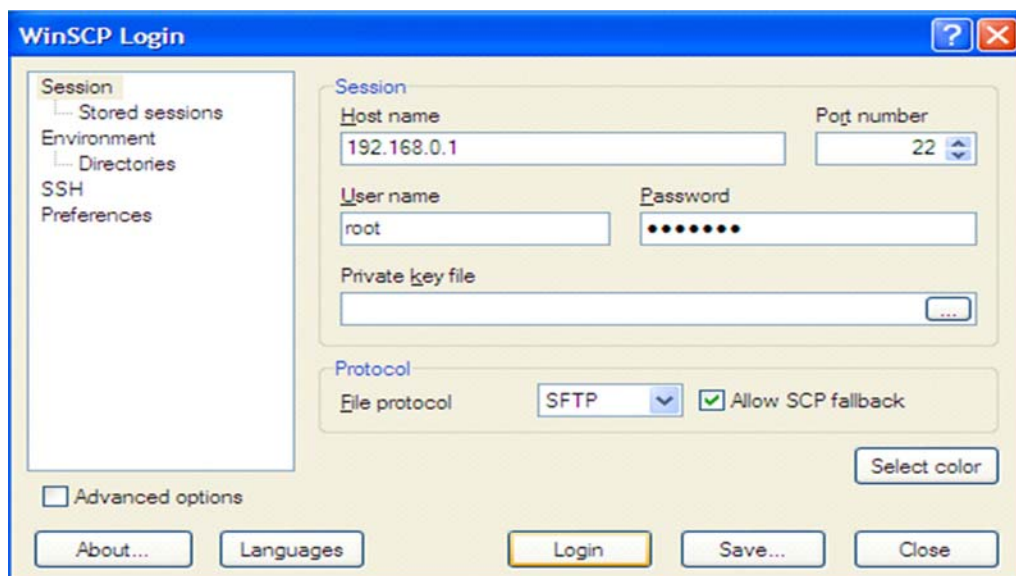 WinSCP Login
Session
Stored sessions
Environment
Directories
SSH
Preferences
Session
Host name
Port number
192.168.0.1
22
User name
Password
root
•••••••
Private key file
...
Protocol
File protocol
SFTP
Allow SCP fallback
Select color
Advanced options
About...
Languages
Login
Save...
Close